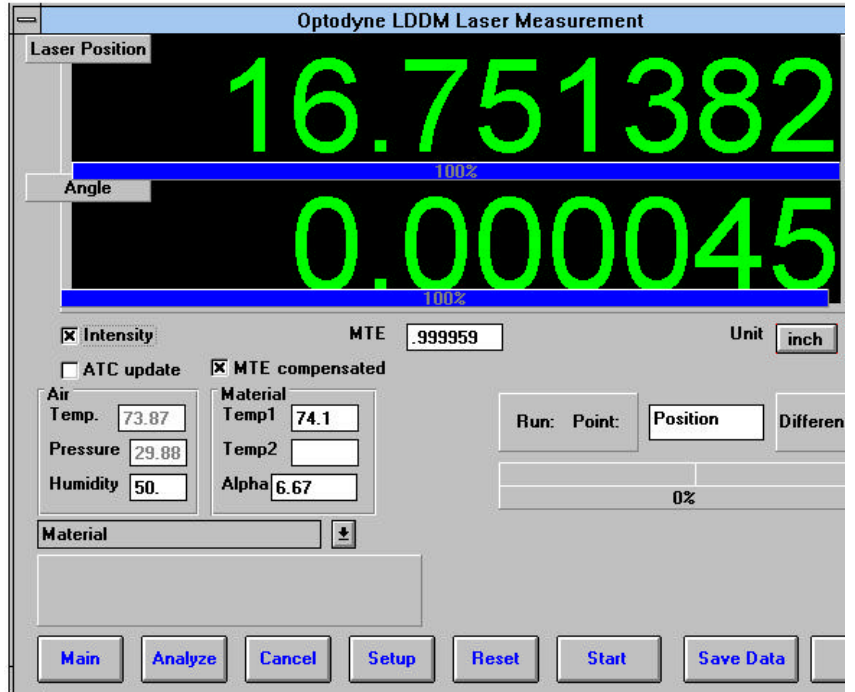 Optodyne LDDM Laser Measurement
Laser Position
16.751382
100%
Angle
0.000045
100%
Intensity MTE .999959 Unit inch
ATC update MTE compensated
Air Material
Temp. 73.87 Temp1 74.1
Run: Point: Position Differen
Pressure 29.88 Temp2
Humidity 50. Alpha 6.67
0%
Material
Main Analyze Cancel Setup Reset Start Save Data